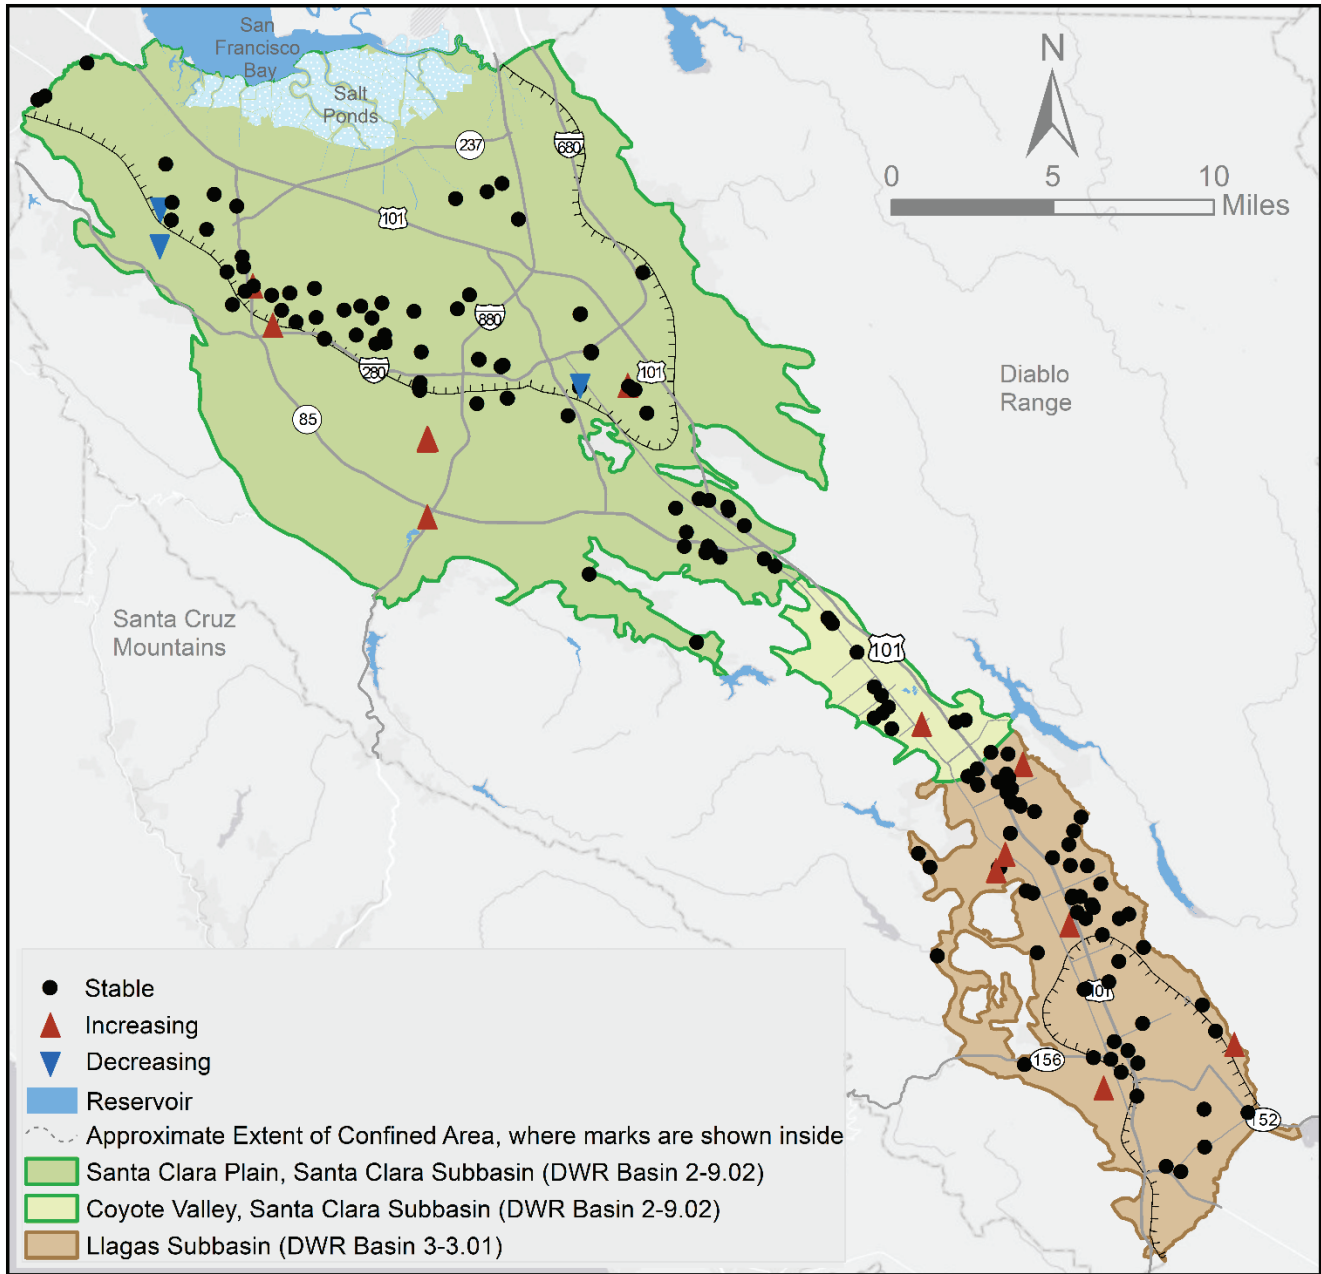 San
Francisco
Bay
Salt
Ponds
N
0 5 10
Miles
237
680
101
880
101
280
85
Diablo
Range
Santa Cruz
Mountains
101
101
156
152
Stable
Increasing
Decreasing
Reservoir
Approximate Extent of Confined Area, where marks are shown inside
Santa Clara Plain, Santa Clara Subbasin (DWR Basin 2-9.02)
Coyote Valley, Santa Clara Subbasin (DWR Basin 2-9.02)
Llagas Subbasin (DWR Basin 3-3.01)